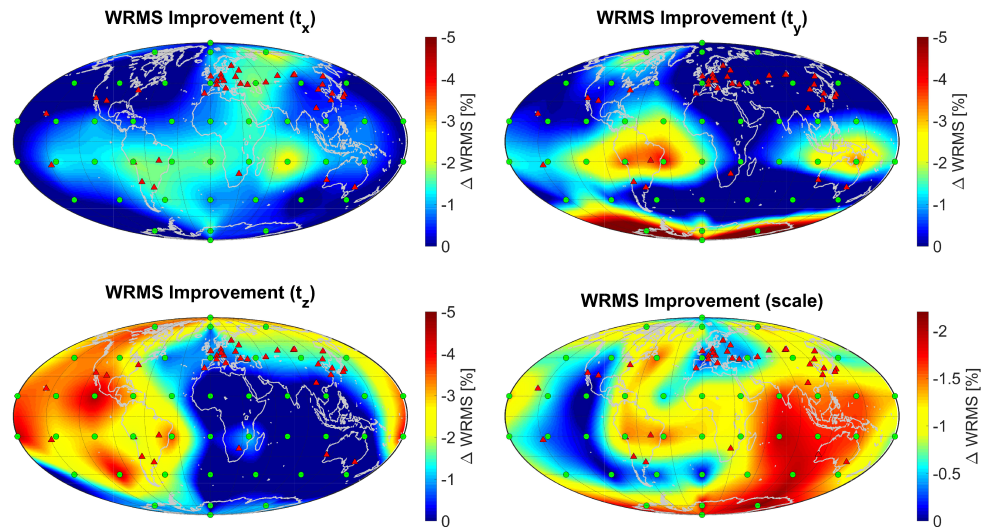 WRMS Improvement (tx)
-5
-4
-3
-2
-1
0
Δ WRMS [%]
WRMS Improvement (ty)
-5
-4
-3
-2
-1
0
Δ WRMS [%]
WRMS Improvement (tz)
-5
-4
-3
-2
-1
0
Δ WRMS [%]
WRMS Improvement (scale)
-2
-1.5
-1
-0.5
0
Δ WRMS [%]